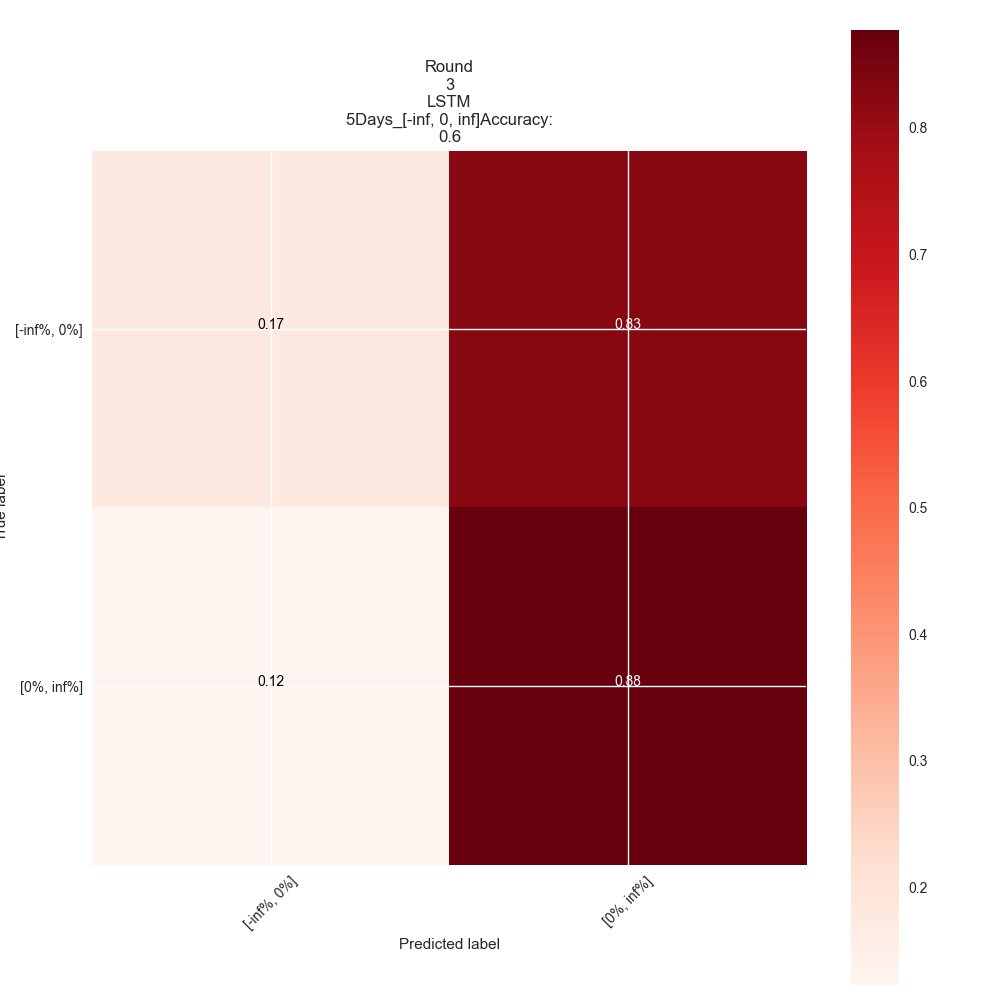 Round
3
LSTM
5Days_[-inf, 0, inf]Accuracy:
0.6
[-inf%, 0%]
0.17
0.83
[0%, inf%]
0.12
0.88
[-inf%, 0%]
[0%, inf%]
Predicted label
0.8
0.7
0.6
0.5
0.4
0.3
0.2